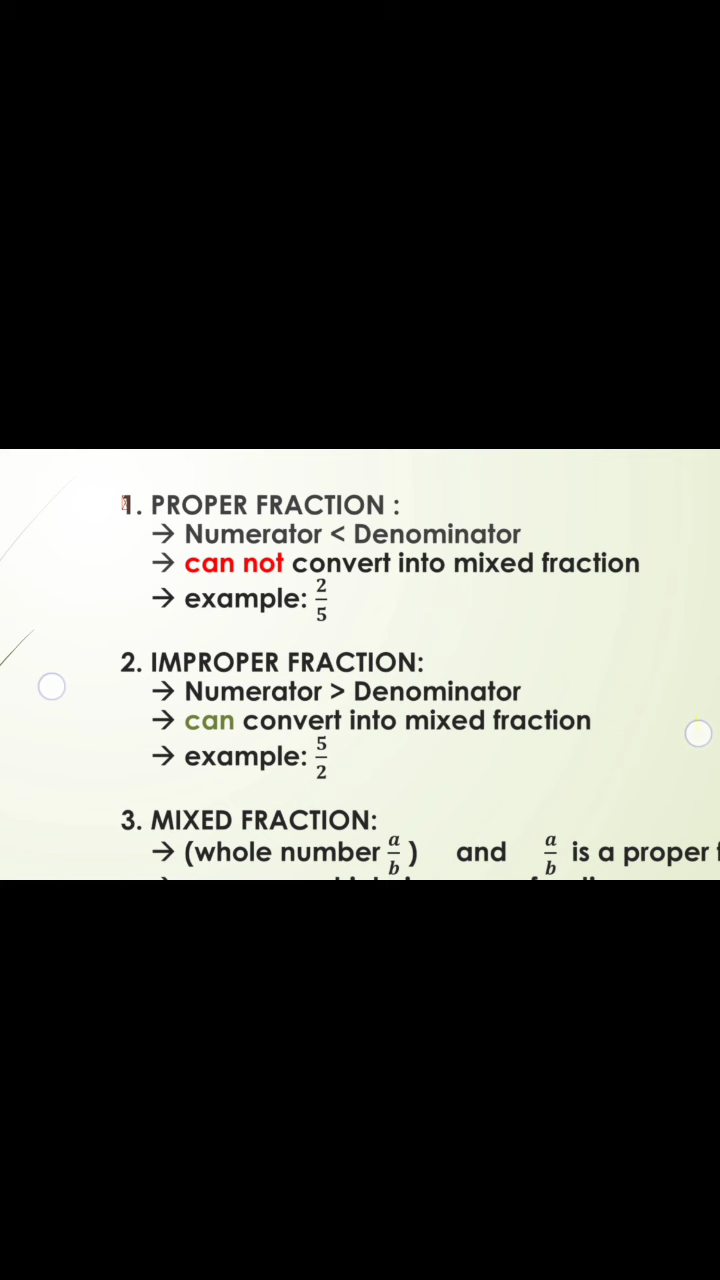 1. PROPER FRACTION :
→ Numerator < Denominator
→ can not convert into mixed fraction
→ example: 2/5
2. IMPROPER FRACTION:
→ Numerator > Denominator
→ can convert into mixed fraction
→ example: 5/2
3. MIXED FRACTION:
→ (whole number a/b ) and a/b is a proper